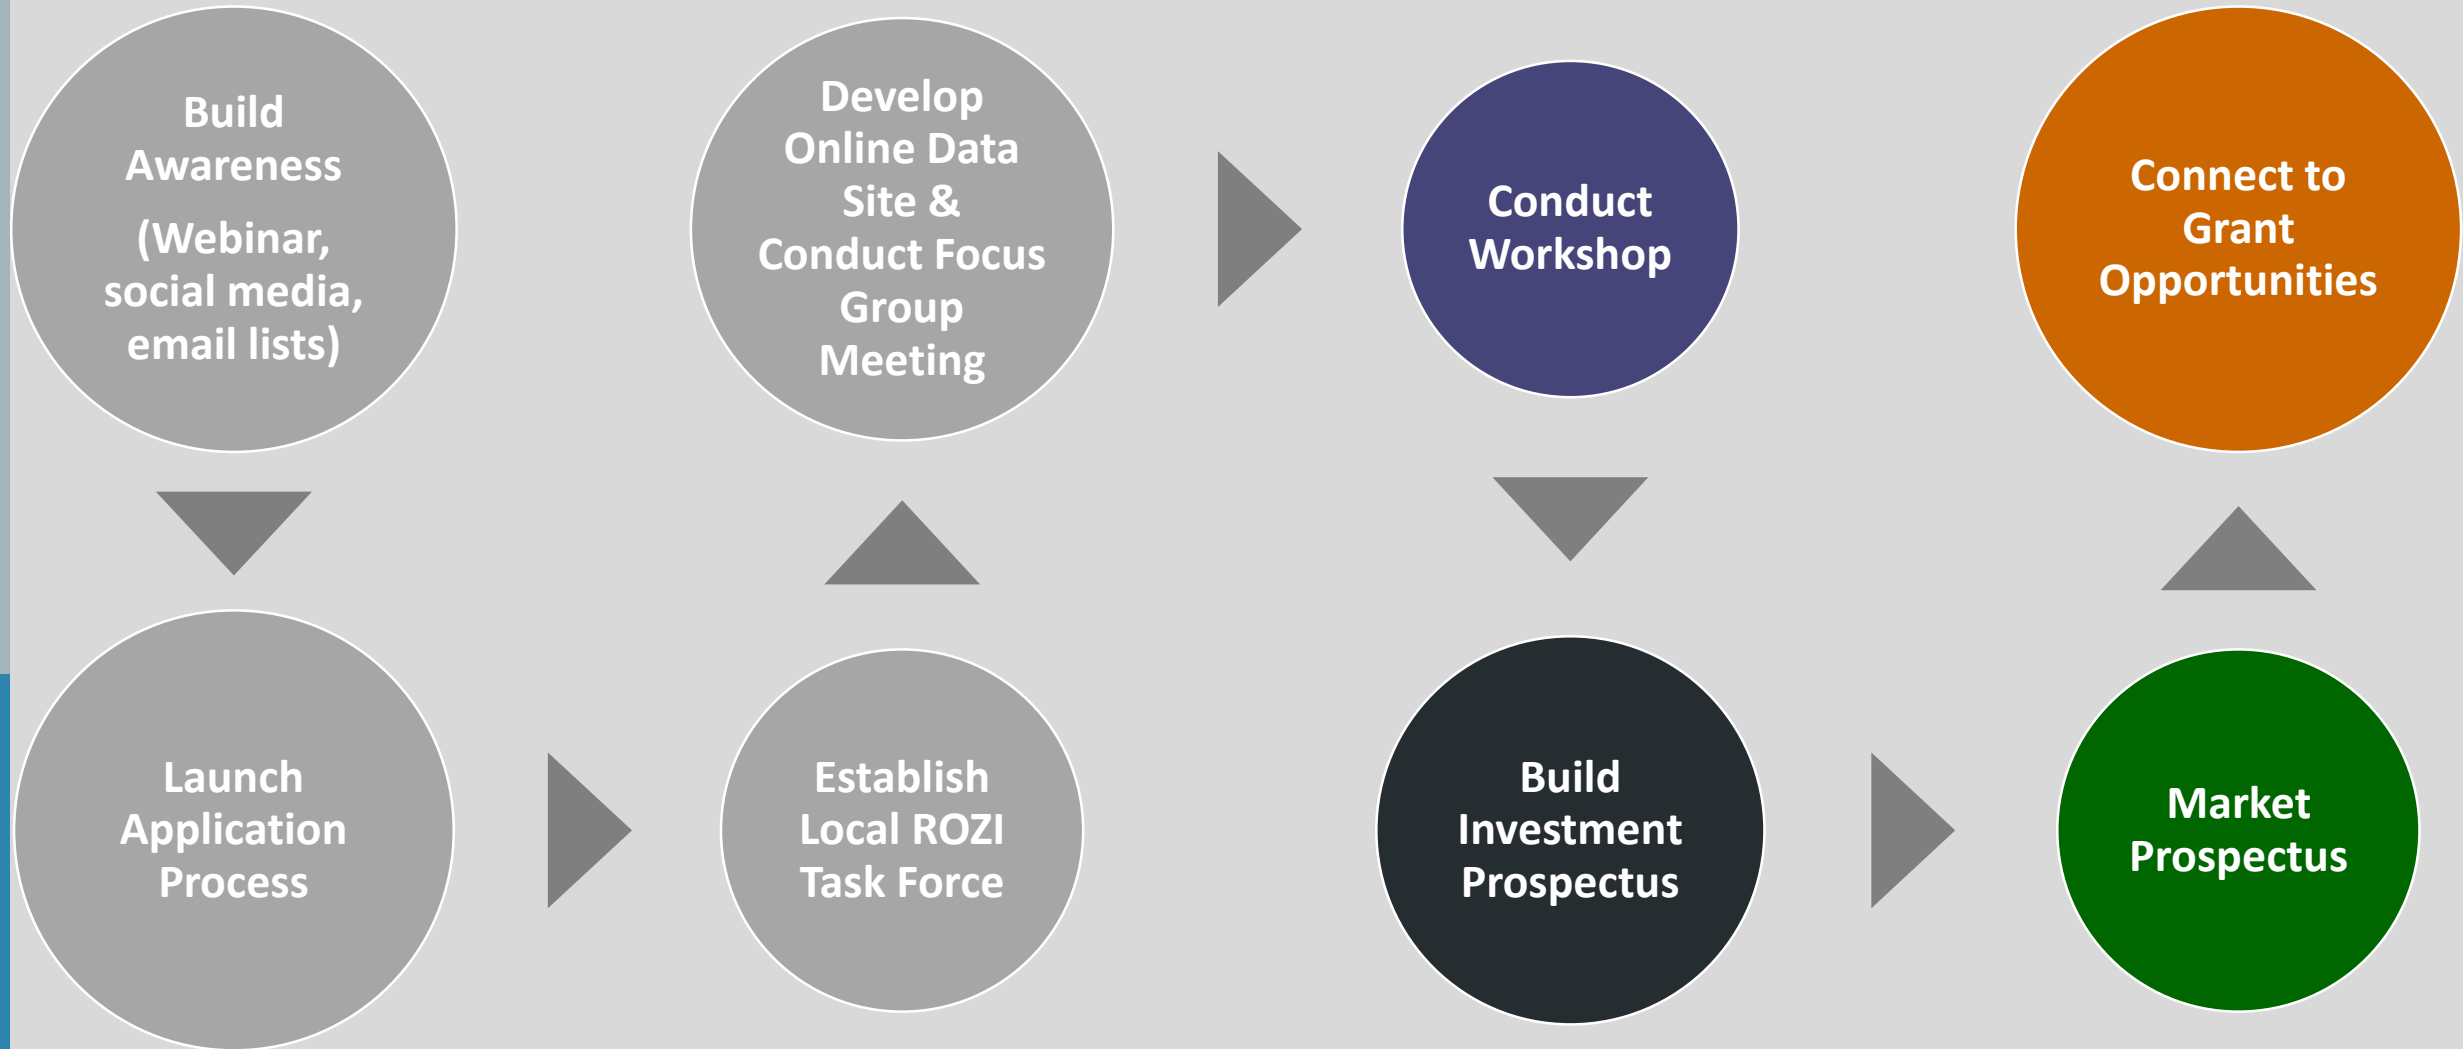 Build
Awareness
(Webinar,
social media,
email lists)
Launch
Application
Process
Establish
Local ROZI
Task Force
Develop
Online Data
Site &
Conduct Focus
Group
Meeting
Conduct
Workshop
Build
Investment
Prospectus
Market
Prospectus
Connect to
Grant
Opportunities